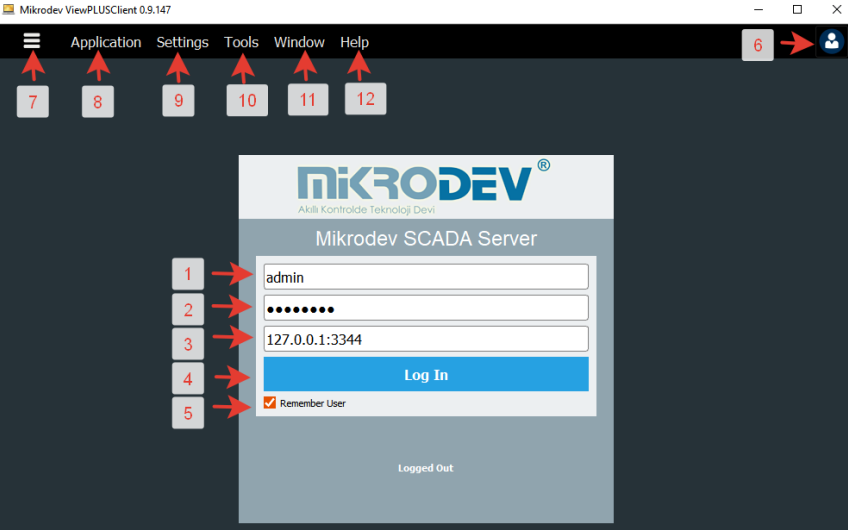 Mikrodev ViewPLUSClient 0.9.147
Application Settings Tools Window Help
6
7 8 9 10 11 12
MİKRODEV®
Akıllı Kontrolde Teknoloji Devi
Mikrodev SCADA Server
1 admin
2 ●●●●●●●●
3 127.0.0.1:3344
4 Log In
5 Remember User
Logged Out